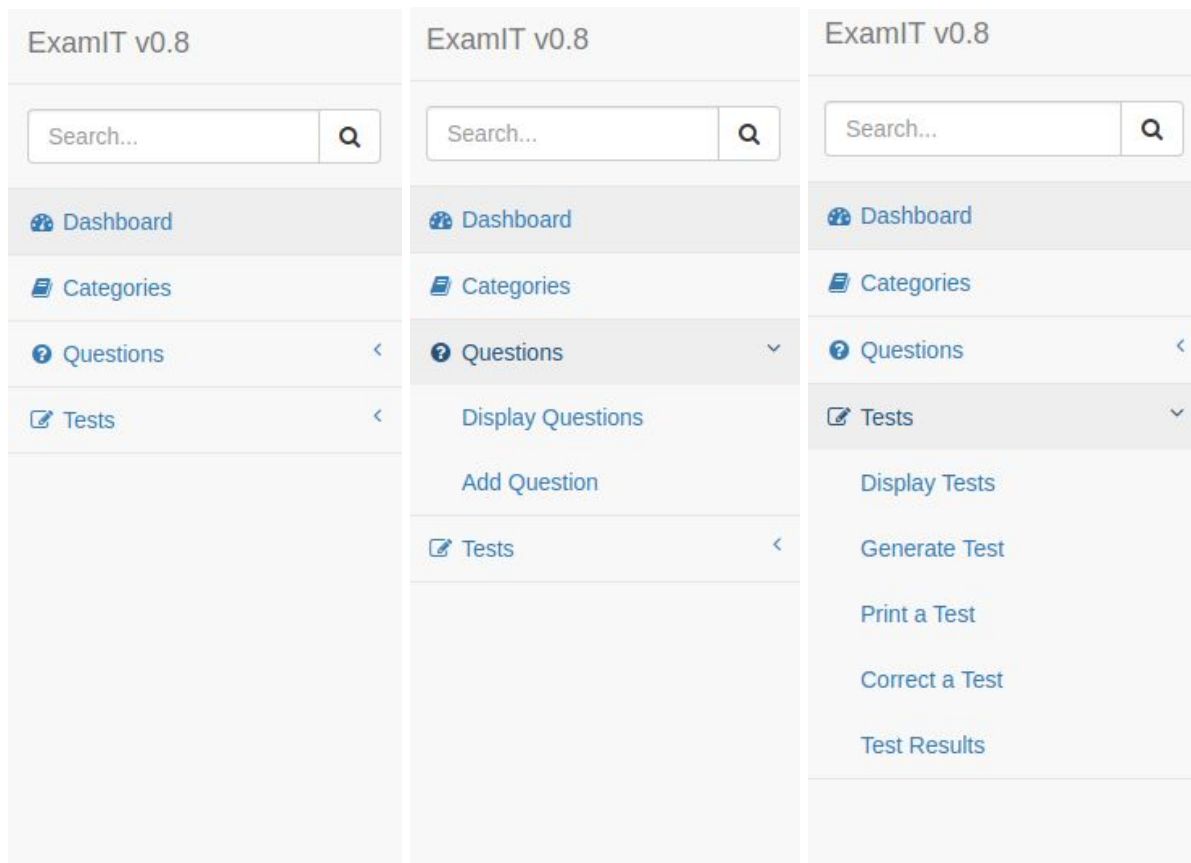 ExamIT v0.8
Search...
Dashboard
Categories
Questions
Tests
ExamIT v0.8
Search...
Dashboard
Categories
Questions
Display Questions
Add Question
Tests
ExamIT v0.8
Search...
Dashboard
Categories
Questions
Tests
Display Tests
Generate Test
Print a Test
Correct a Test
Test Results